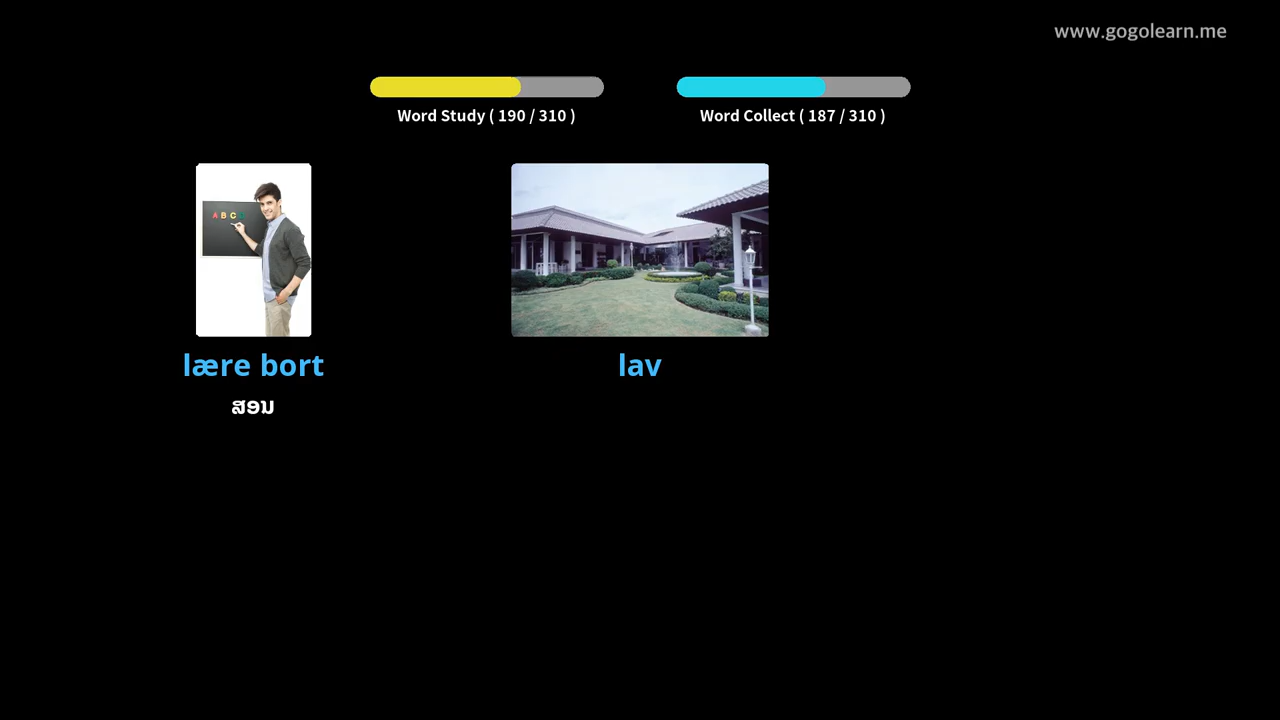 www.gogolearn.me
Word Study ( 190 / 310 )
Word Collect ( 187 / 310 )
A B C
lære bort
lav
ສອນ